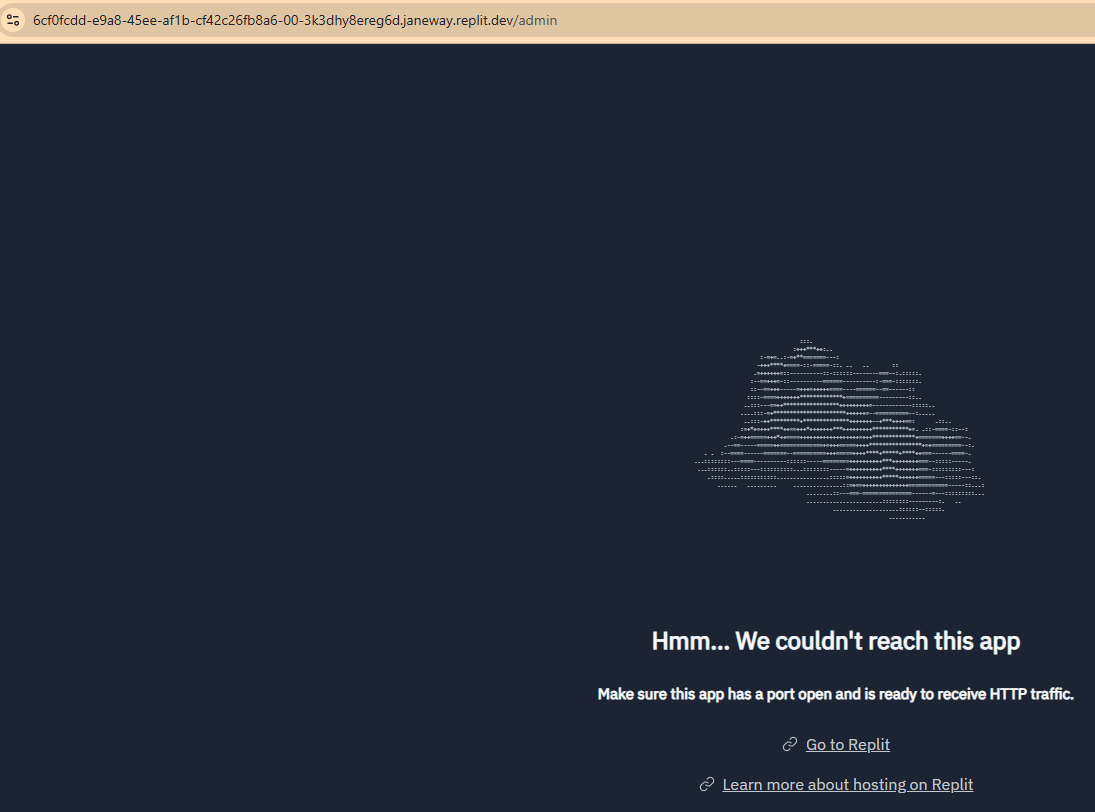 6cf0fcdd-e9a8-45ee-af1b-cf42c26fb8a6-00-3k3dhy8ereg6d.janeway.replit.dev/admin
Hmm... We couldn't reach this app
Make sure this app has a port open and is ready to receive HTTP traffic.
Go to Replit
Learn more about hosting on Replit